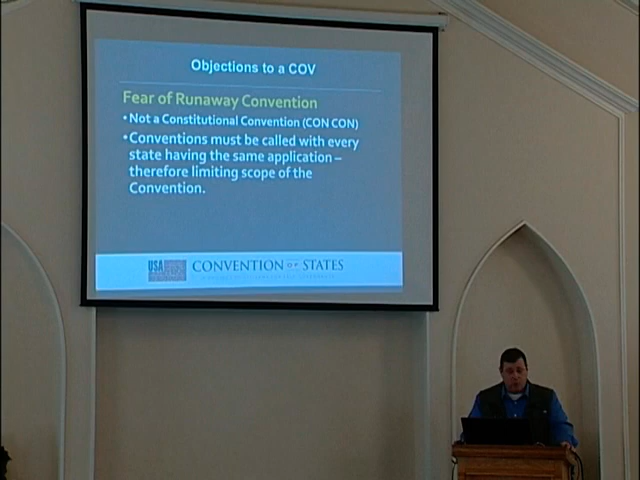 Objections to a COV
Fear of Runaway Convention
• Not a Constitutional Convention (CON CON)
• Conventions must be called with every
state having the same application –
therefore limiting scope of the
Convention.
USA
CONVENTION OF STATES